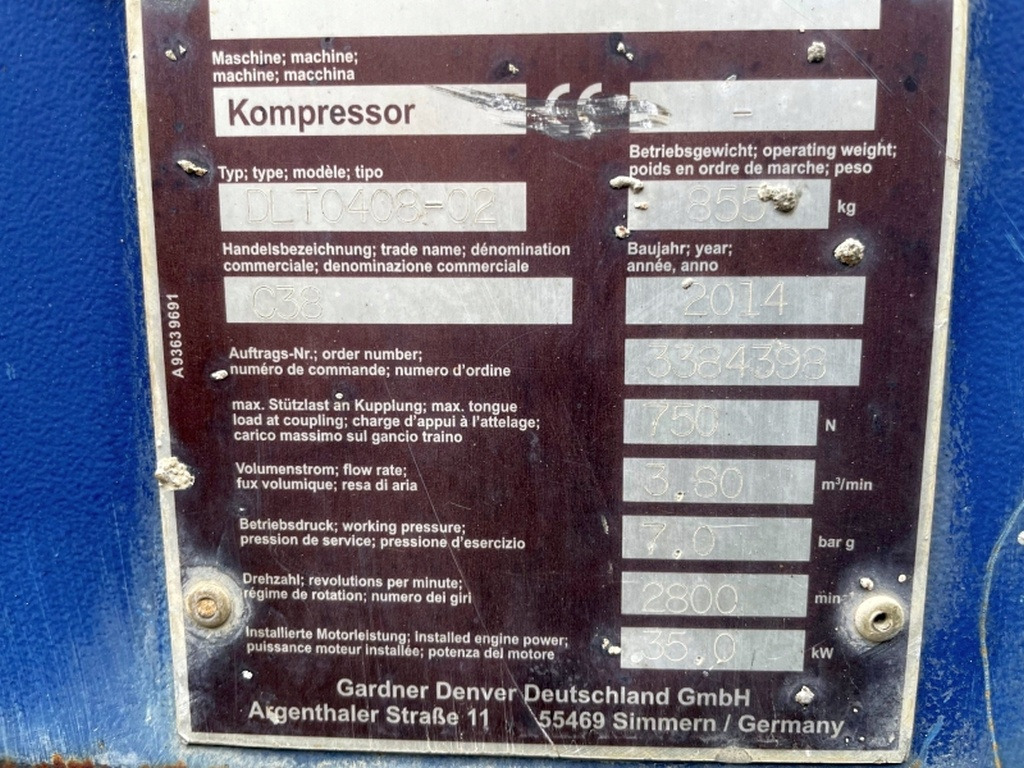 Maschine; machine;
machine; macchina
Kompressor
CE
-
Typ; type; modèle; tipo
DLT0408-02
Betriebsgewicht; operating weight;
poids en ordre de marche; peso
855 kg
Handelsbezeichnung; trade name; dénomination
commerciale; denominazione commerciale
C38
Baujahr; year;
année, anno
2014
A93639691
Auftrags-Nr.; order number;
numéro de commande; numero d'ordine
3384398
max. Stützlast an Kupplung; max. tongue
load at coupling; charge d'appui à l'attelage;
carico massimo sul gancio traino
750 N
Volumenstrom; flow rate;
fux volumique; resa di aria
3.80 m³/min
Betriebsdruck; working pressure;
pression de service; pressione d'esercizio
7.0 bar g
Drehzahl; revolutions per minute;
régime de rotation; numero dei giri
2800 min⁻¹
Installierte Motorleistung; installed engine power;
puissance moteur installée; potenza del motore
35.0 kW
Gardner Denver Deutschland GmbH
Argenthaler Straße 11 55469 Simmern / Germany